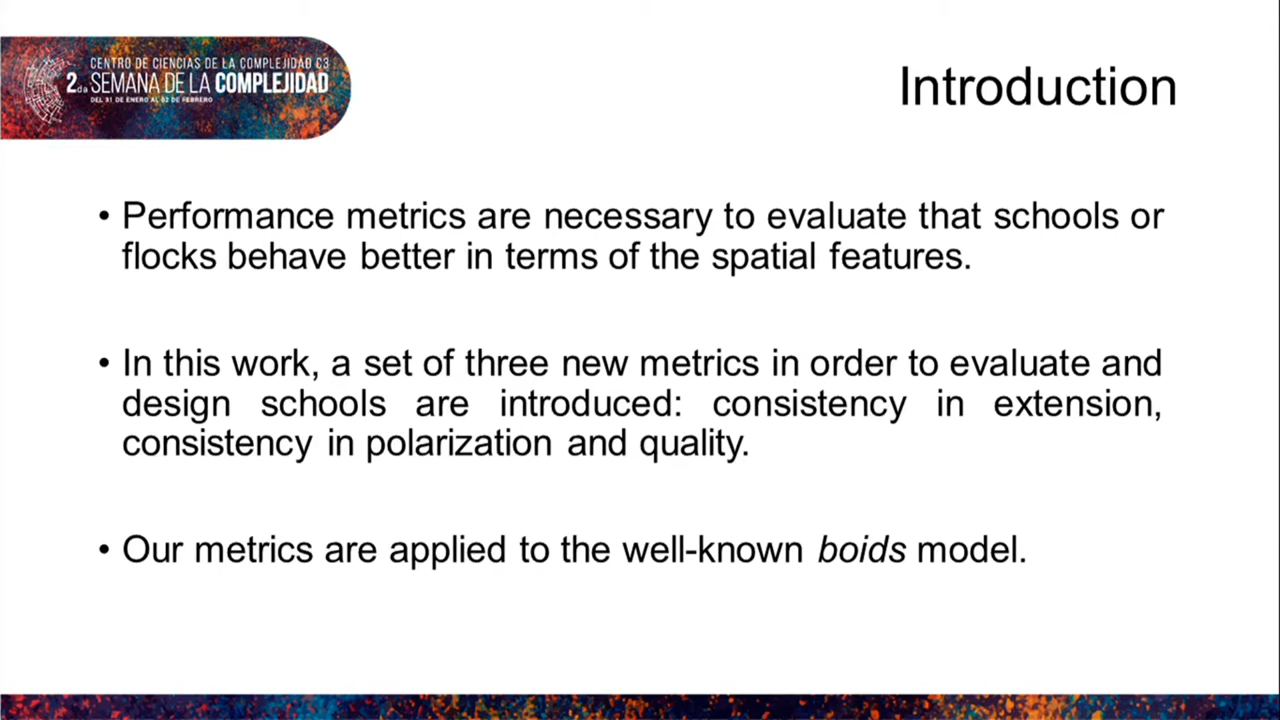 CENTRO DE CIENCIAS DE LA COMPLEJIDAD C3
2da SEMANA DE LA COMPLEJIDAD
DEL 31 DE ENERO AL 02 DE FEBRERO
Introduction
• Performance metrics are necessary to evaluate that schools or
flocks behave better in terms of the spatial features.
• In this work, a set of three new metrics in order to evaluate and
design schools are introduced: consistency in extension,
consistency in polarization and quality.
• Our metrics are applied to the well-known boids model.